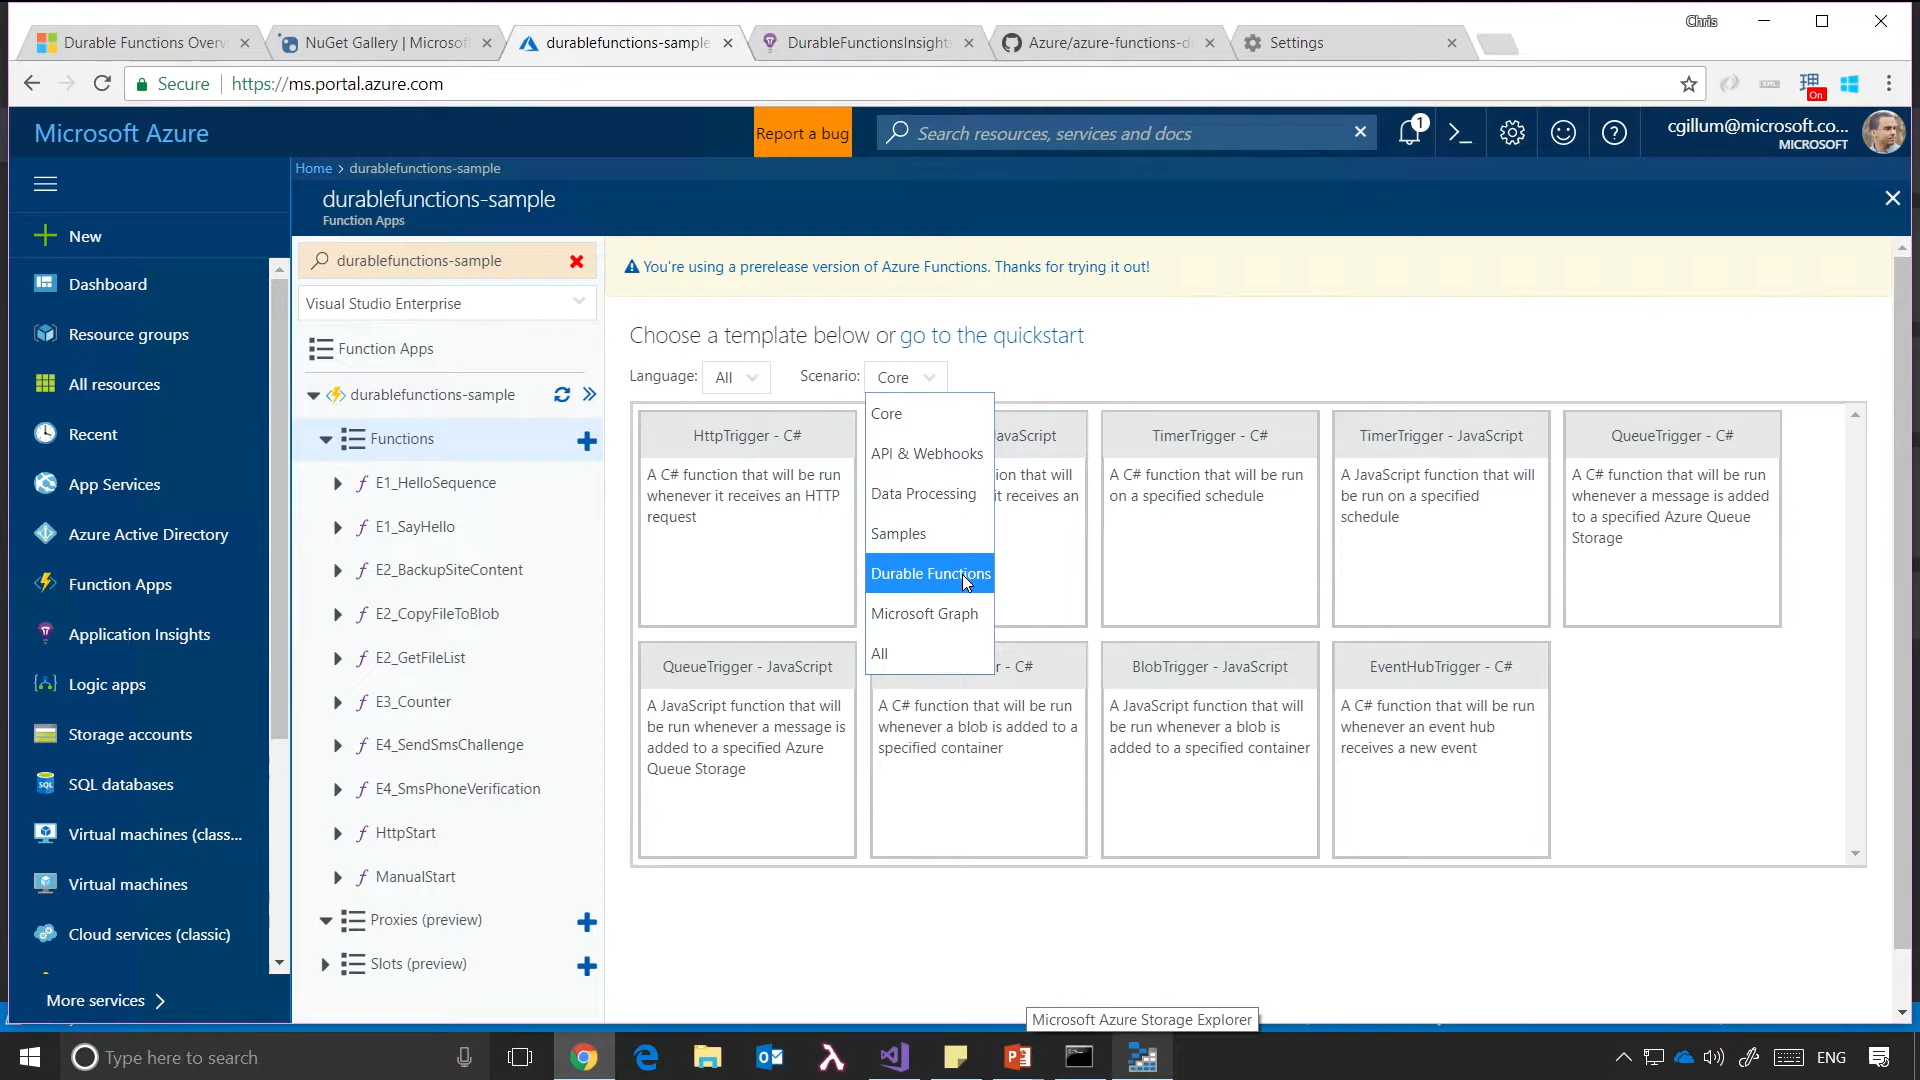 Chris
Durable Functions Overv
NuGet Gallery | Microsof
durablefunctions-sample
DurableFunctionsInsights
Azure/azure-functions-d
Settings
Secure
https://ms.portal.azure.com
On
Microsoft Azure
Report a bug
Search resources, services and docs
1
cgillum@microsoft.co...
MICROSOFT
Home > durablefunctions-sample
durablefunctions-sample
Function Apps
New
Dashboard
Resource groups
All resources
Recent
App Services
Azure Active Directory
Function Apps
Application Insights
Logic apps
Storage accounts
SQL databases
Virtual machines (class...
Virtual machines
Cloud services (classic)
More services
durablefunctions-sample
Visual Studio Enterprise
Function Apps
durablefunctions-sample
Functions
E1_HelloSequence
E1_SayHello
E2_BackupSiteContent
E2_CopyFileToBlob
E2_GetFileList
E3_Counter
E4_SendSmsChallenge
E4_SmsPhoneVerification
HttpStart
ManualStart
Proxies (preview)
Slots (preview)
You're using a prerelease version of Azure Functions. Thanks for trying it out!
Choose a template below or go to the quickstart
Language: All
Scenario: Core
Core
API & Webhooks
Data Processing
Samples
Durable Functions
Microsoft Graph
All
HttpTrigger - C#
A C# function that will be run
whenever it receives an HTTP
request
JavaScript
ion that will
it receives an
TimerTrigger - C#
A C# function that will be run
on a specified schedule
TimerTrigger - JavaScript
A JavaScript function that will
be run on a specified
schedule
QueueTrigger - C#
A C# function that will be run
whenever a message is added
to a specified Azure Queue
Storage
QueueTrigger - JavaScript
A JavaScript function that will
be run whenever a message is
added to a specified Azure
Queue Storage
r - C#
A C# function that will be run
whenever a blob is added to a
specified container
BlobTrigger - JavaScript
A JavaScript function that will
be run whenever a blob is
added to a specified container
EventHubTrigger - C#
A C# function that will be run
whenever an event hub
receives a new event
Microsoft Azure Storage Explorer
Type here to search
ENG